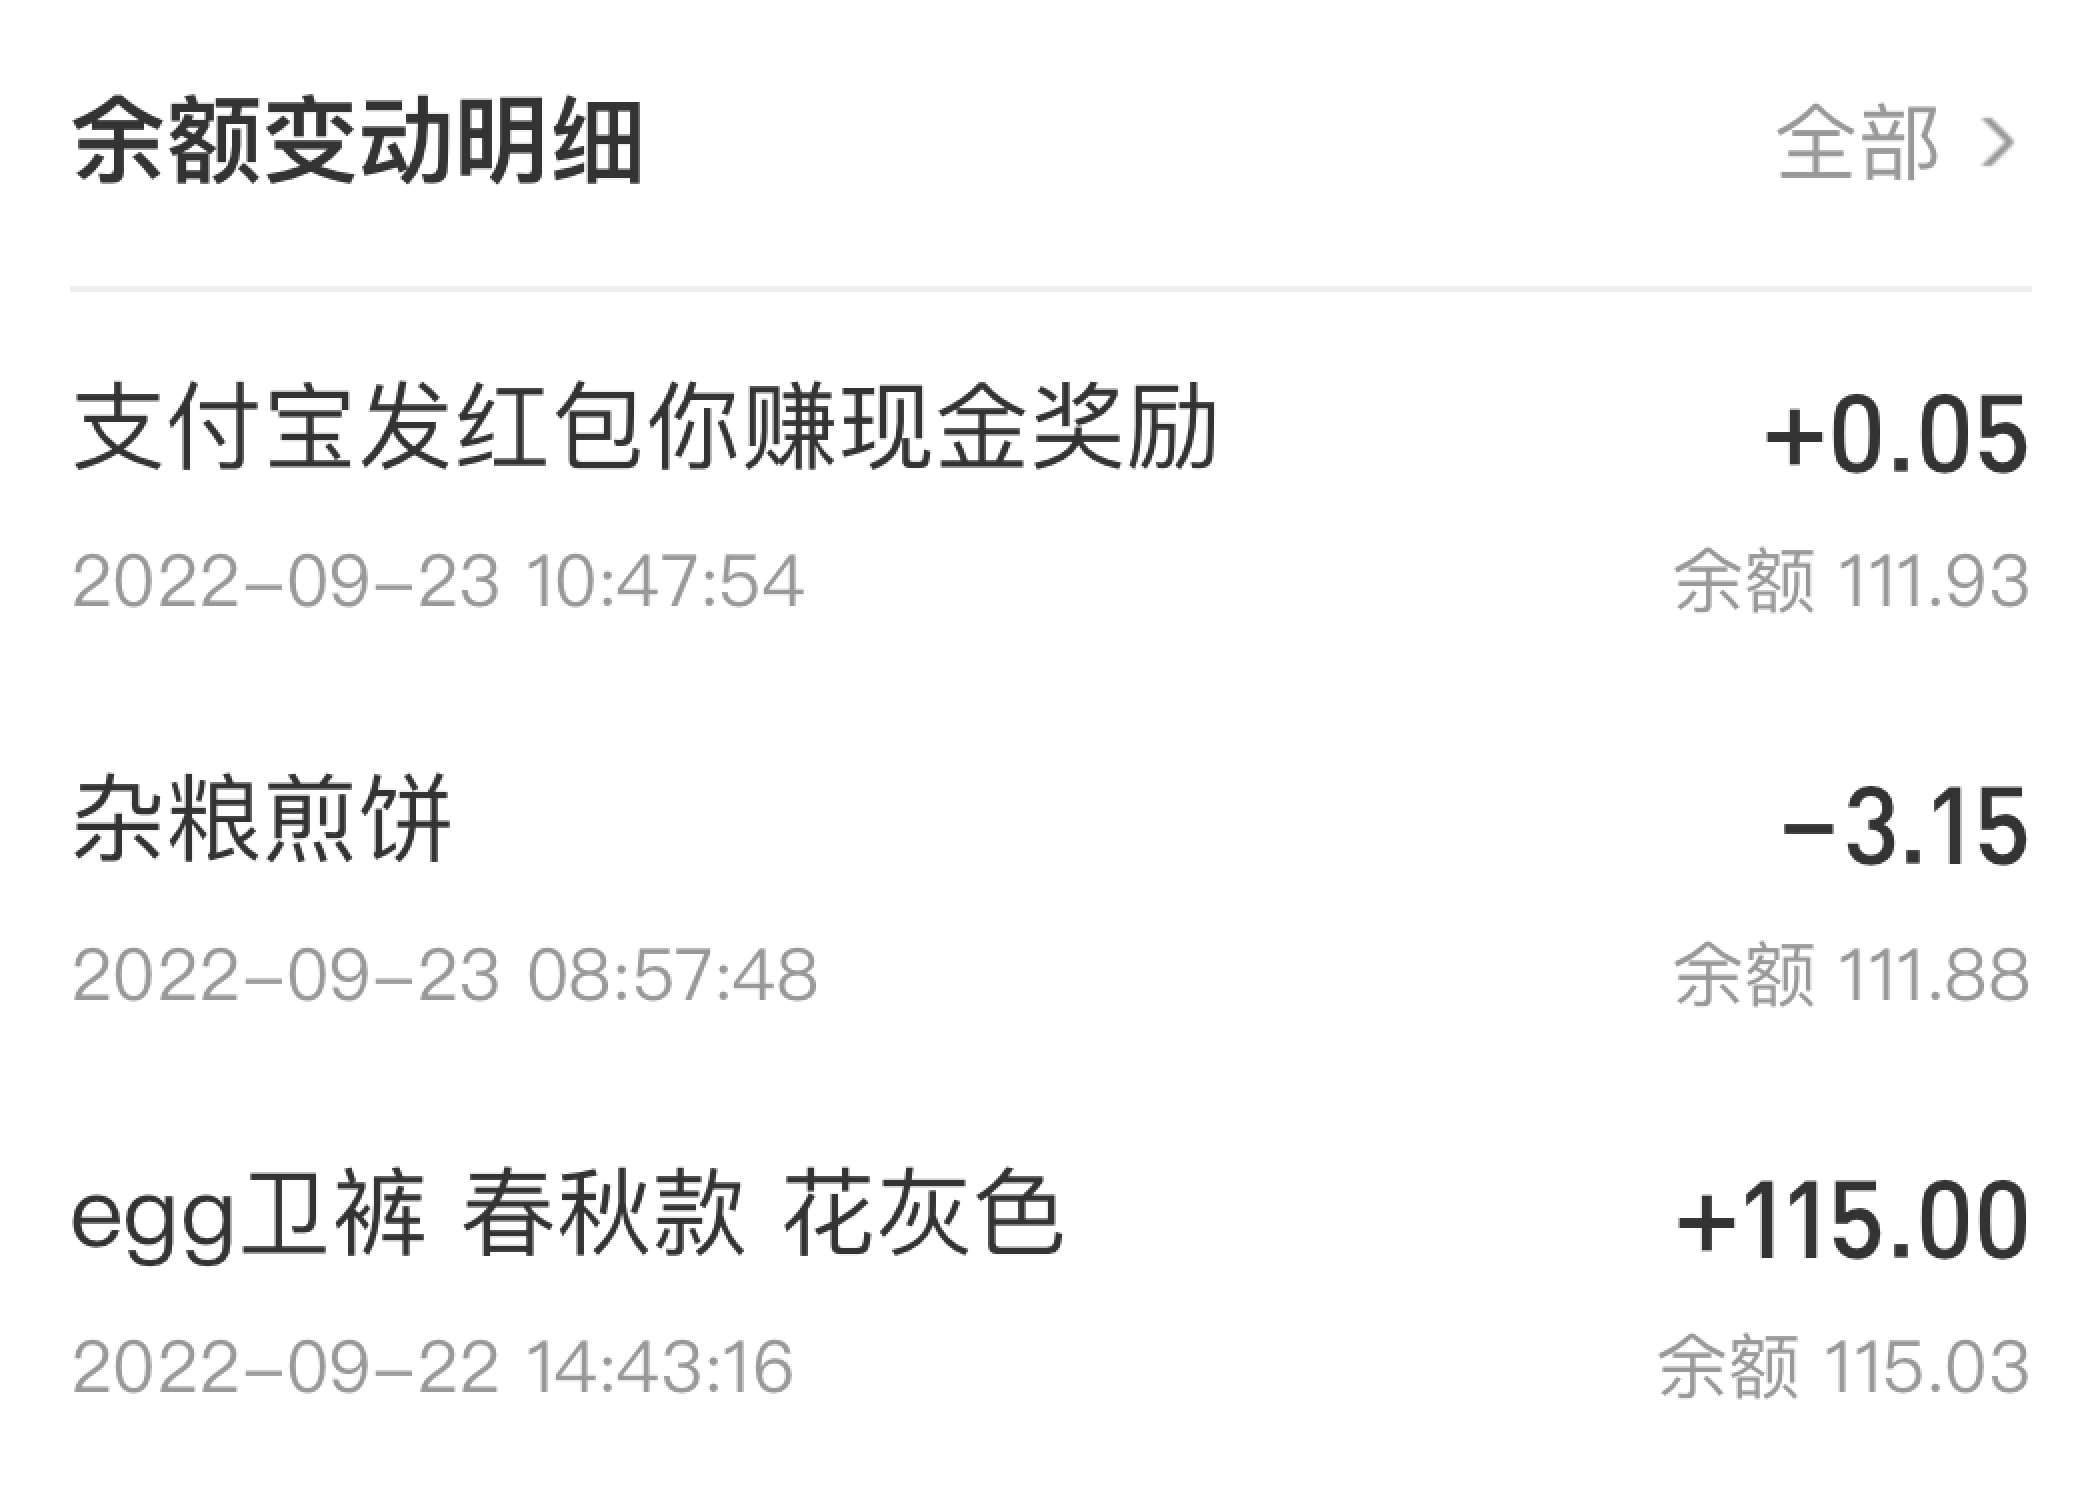 余额变动明细 全部 >
支付宝发红包你赚现金奖励 +0.05
2022-09-23 10:47:54 余额 111.93
杂粮煎饼 -3.15
2022-09-23 08:57:48 余额 111.88
egg卫裤 春秋款 花灰色 +115.00
2022-09-22 14:43:16 余额 115.03